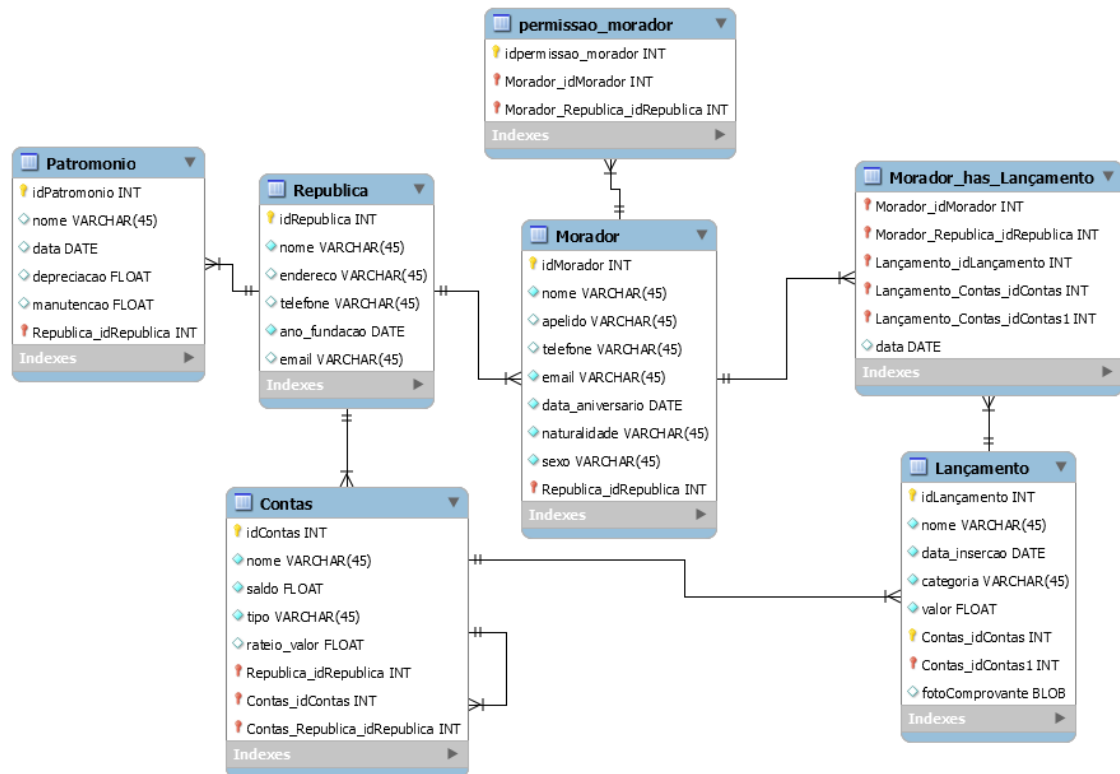 permissao_morador
idpermissao_morador INT
Morador_idMorador INT
Morador_Republica_idRepublica INT
Indexes
Patromonio
idPatromonio INT
nome VARCHAR(45)
data DATE
depreciacao FLOAT
manutencao FLOAT
Republica_idRepublica INT
Indexes
Republica
idRepublica INT
nome VARCHAR(45)
endereco VARCHAR(45)
telefone VARCHAR(45)
ano_fundacao DATE
email VARCHAR(45)
Indexes
Morador
idMorador INT
nome VARCHAR(45)
apelido VARCHAR(45)
telefone VARCHAR(45)
email VARCHAR(45)
data_aniversario DATE
naturalidade VARCHAR(45)
sexo VARCHAR(45)
Republica_idRepublica INT
Indexes
Morador_has_Lançamento
Morador_idMorador INT
Morador_Republica_idRepublica INT
Lançamento_idLançamento INT
Lançamento_Contas_idContas INT
Lançamento_Contas_idContas1 INT
data DATE
Indexes
Contas
idContas INT
nome VARCHAR(45)
saldo FLOAT
tipo VARCHAR(45)
rateio_valor FLOAT
Republica_idRepublica INT
Contas_idContas INT
Contas_Republica_idRepublica INT
Indexes
Lançamento
idLançamento INT
nome VARCHAR(45)
data_insercao DATE
categoria VARCHAR(45)
valor FLOAT
Contas_idContas INT
Contas_idContas1 INT
fotoComprovante BLOB
Indexes